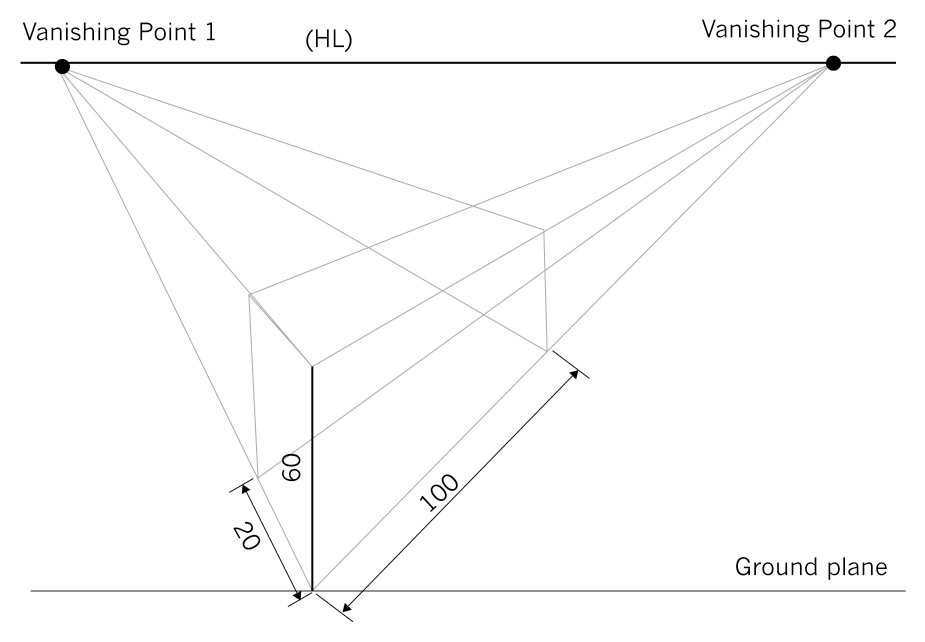 Vanishing Point 1
(HL)
Vanishing Point 2
60
100
20
Ground plane